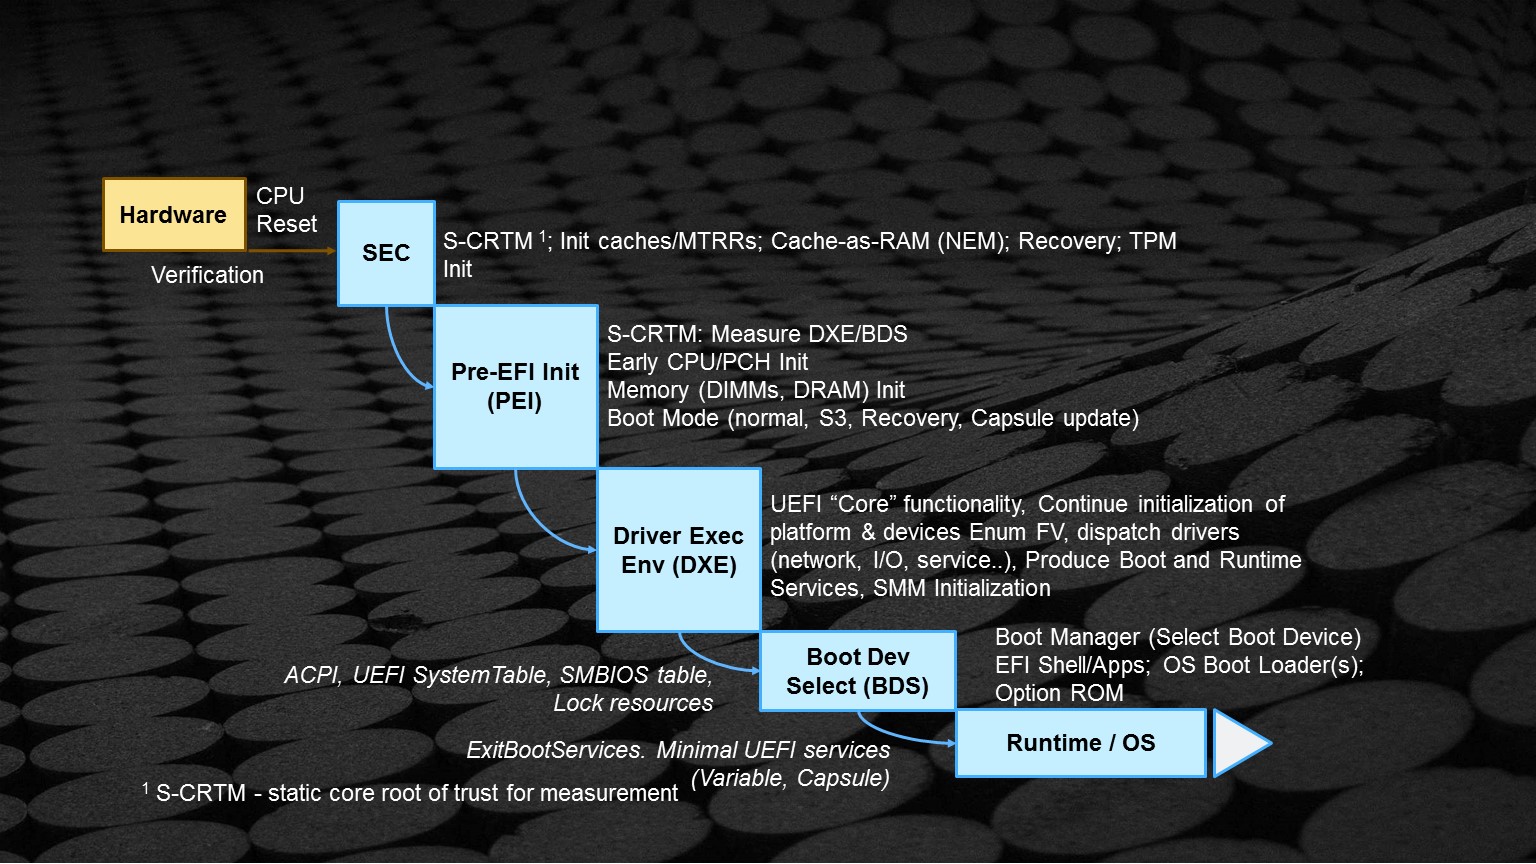 Hardware
CPU
Reset
Verification
SEC
S-CRTM ¹; Init caches/MTRRs; Cache-as-RAM (NEM); Recovery; TPM
Init
Pre-EFI Init
(PEI)
S-CRTM: Measure DXE/BDS
Early CPU/PCH Init
Memory (DIMMs, DRAM) Init
Boot Mode (normal, S3, Recovery, Capsule update)
Driver Exec
Env (DXE)
UEFI “Core” functionality, Continue initialization of
platform & devices Enum FV, dispatch drivers
(network, I/O, service..), Produce Boot and Runtime
Services, SMM Initialization
Boot Dev
Select (BDS)
Boot Manager (Select Boot Device)
EFI Shell/Apps; OS Boot Loader(s);
Option ROM
ACPI, UEFI SystemTable, SMBIOS table,
Lock resources
Runtime / OS
ExitBootServices. Minimal UEFI services
(Variable, Capsule)
¹ S-CRTM - static core root of trust for measurement